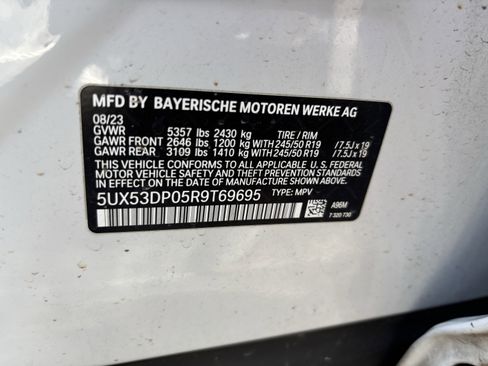 MFD BY BAYERISCHE MOTOREN WERKE AG
08/23
GVWR 5357 lbs 2430 kg TIRE / RIM
GAWR FRONT 2646 lbs 1200 kg WITH 245/50 R19 / 7.5J x 19
GAWR REAR 3109 lbs 1410 kg WITH 245/50 R19 / 7.5J x 19
THIS VEHICLE CONFORMS TO ALL APPLICABLE U.S. FEDERAL
MOTOR VEHICLE SAFETY AND THEFT PREVENTION STANDARDS
IN EFFECT ON THE DATE OF MANUFACTURE SHOWN ABOVE.
5UX53DP05R9T69695 TYPE: MPV
A96M
7 320 730